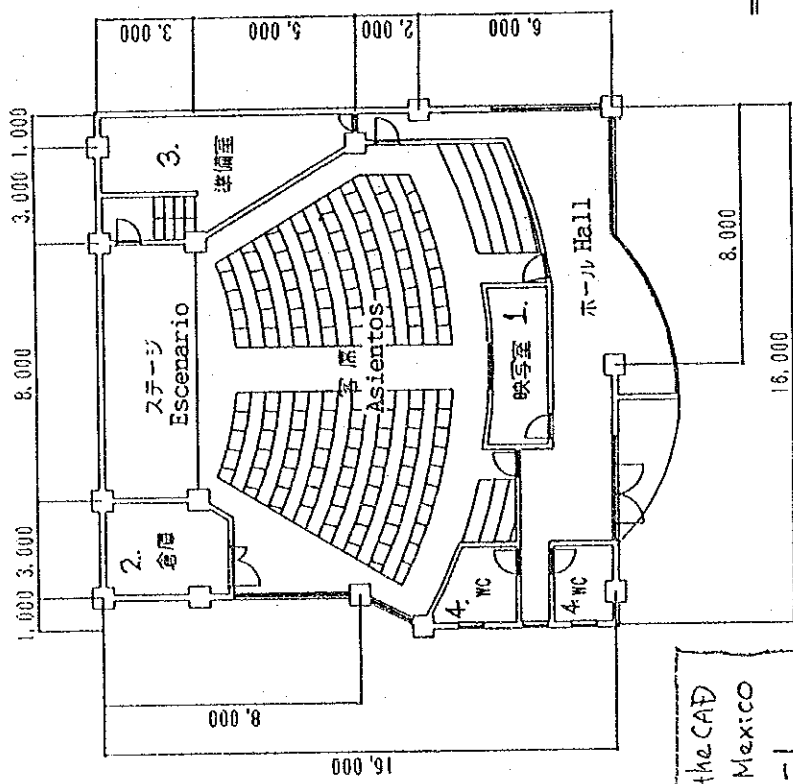 8,000
3,000 1,000
1,000 3,000
3,000
5,000
2,000
6,000
3.
準備室
ステージ
Escenario
2.
倉庫
客席
Asientos
映写室 1.
ホール Hall
4. WC
4. WC
8,000
16,000
8,000
16,000
the CAD
Mexico
-1
=